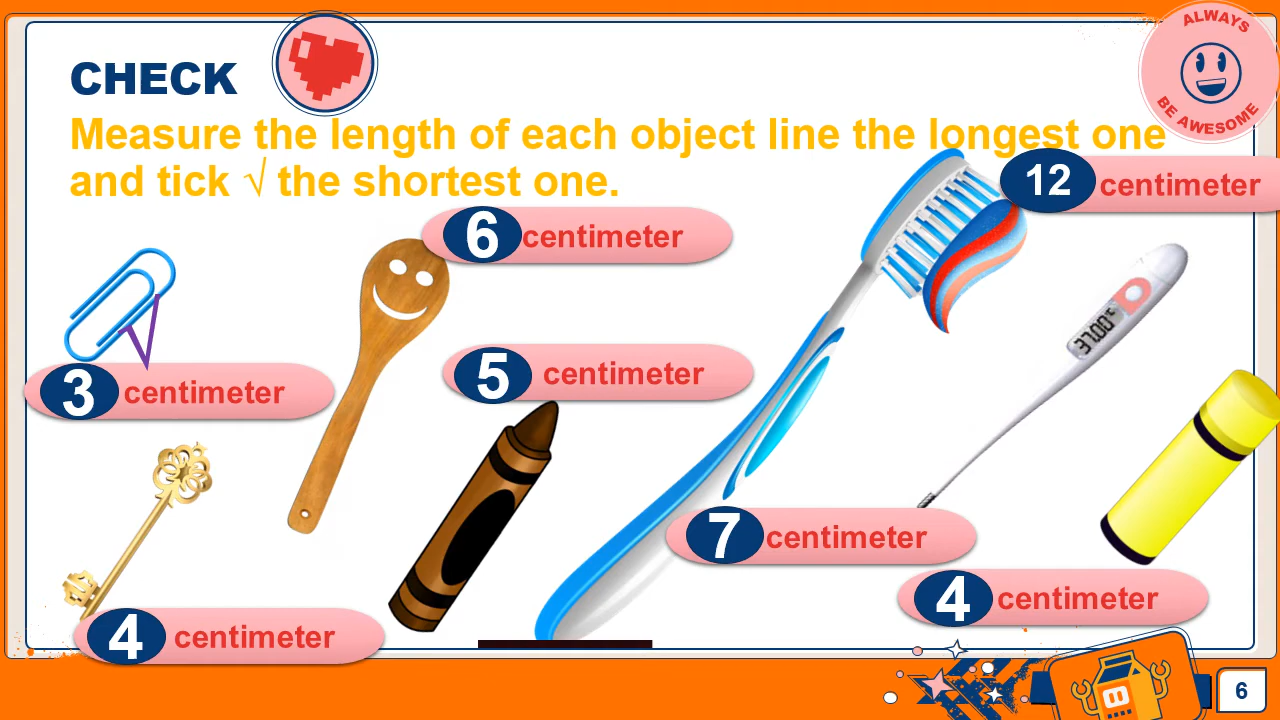 ALWAYS
BE AWESOME
CHECK
Measure the length of each object line the longest one
and tick √ the shortest one.
12 centimeter
6 centimeter
3 centimeter
5 centimeter
7 centimeter
4 centimeter
4 centimeter
6